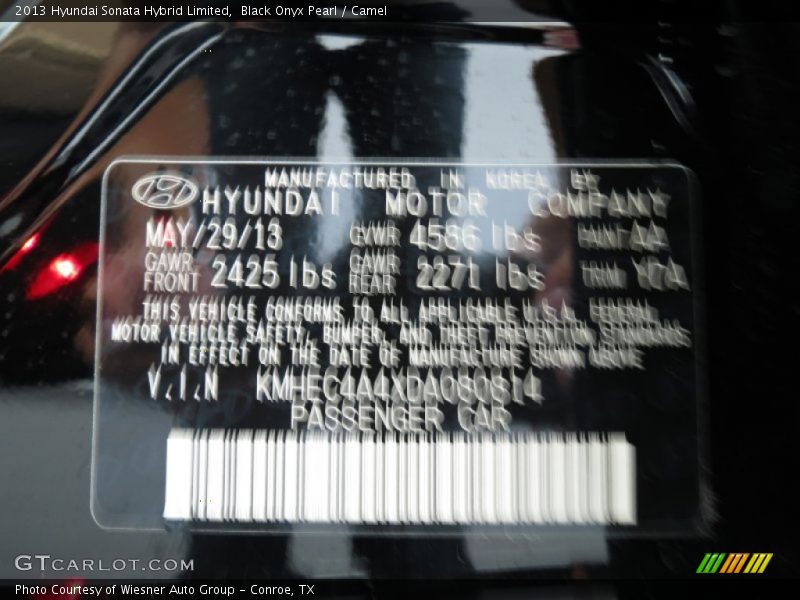 2013 Hyundai Sonata Hybrid Limited, Black Onyx Pearl / Camel
MANUFACTURED IN KOREA BY
HYUNDAI MOTOR COMPANY
MAY/29/13 GVWR 4586 lbs PAINT AA
GAWR FRONT 2425 lbs GAWR REAR 2271 lbs TRIM
THIS VEHICLE CONFORMS TO ALL APPLICABLE U.S.A. FEDERAL
MOTOR VEHICLE SAFETY, BUMPER, AND THEFT PREVENTION STANDARDS
IN EFFECT ON THE DATE OF MANUFACTURE SHOWN ABOVE
V.I.N KMHEC4A4XDA080814
PASSENGER CAR
GTCARLOT.COM
Photo Courtesy of Wiesner Auto Group - Conroe, TX